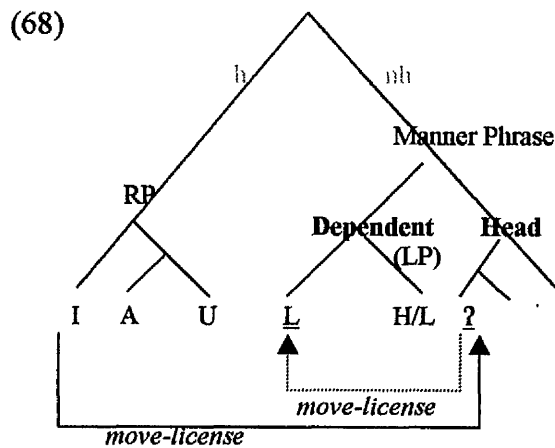 (68)
h nh
Manner Phrase
RP
Dependent Head
(LP)
I A U L H/L ?
move-license
move-license